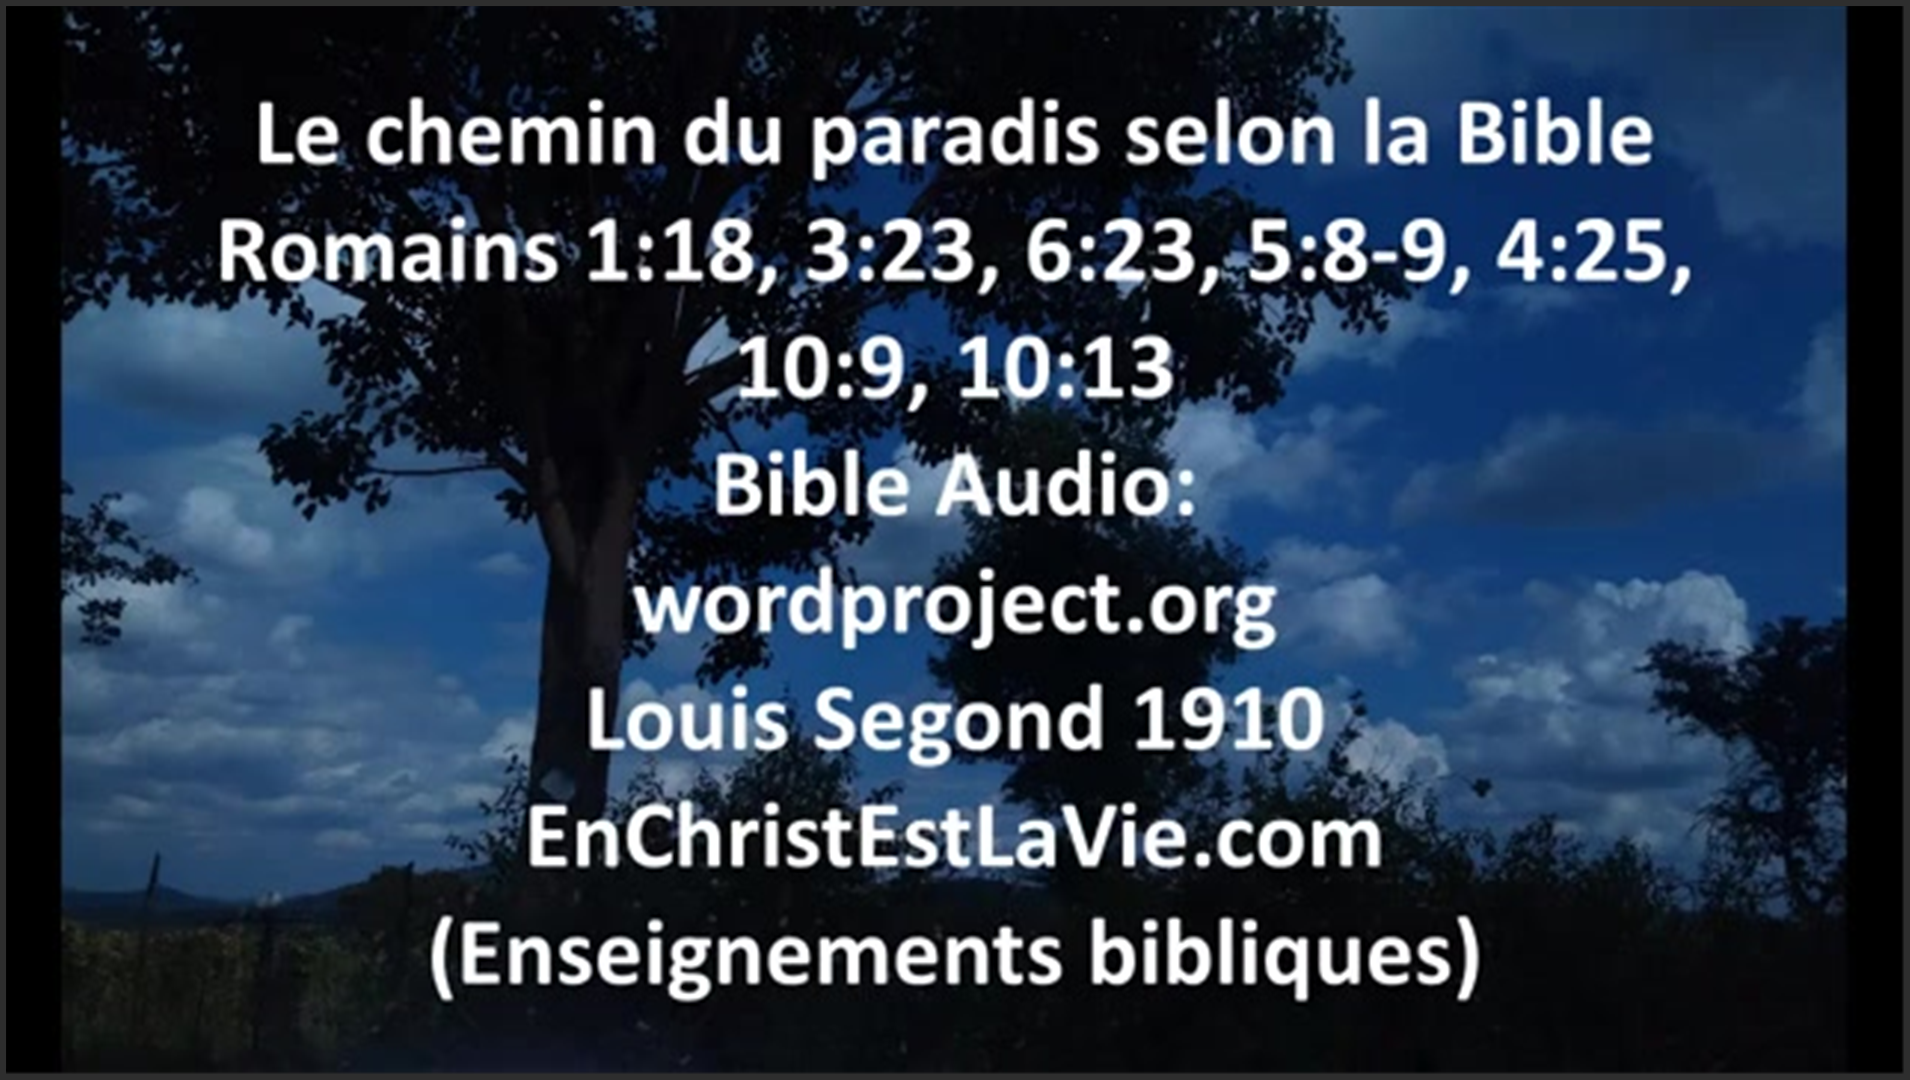 Le chemin du paradis selon la Bible
Romains 1:18, 3:23, 6:23, 5:8-9, 4:25,
10:9, 10:13
Bible Audio:
wordproject.org
Louis Segond 1910
EnChristEstLaVie.com
(Enseignements bibliques)